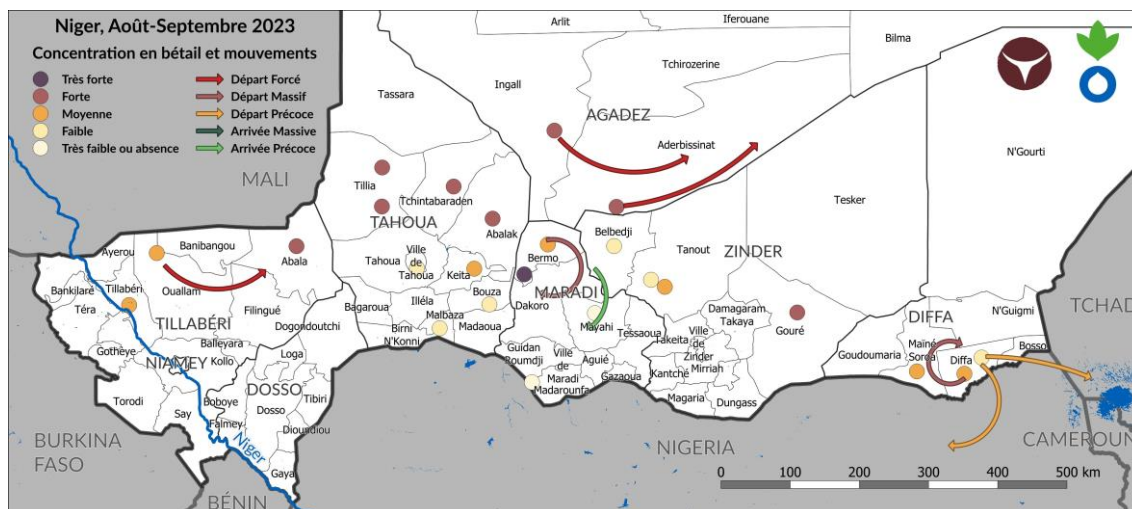 Niger, Août-Septembre 2023
Concentration en bétail et mouvements
Très forte
Forte
Moyenne
Faible
Très faible ou absence
Départ Forcé
Départ Massif
Départ Précoce
Arrivée Massive
Arrivée Précoce
Arlit
Iferouane
Bilma
Ingall
Tchirozerine
Tassara
AGADEZ
Aderbissinat
N'Gourti
MALI
Tillia
Tchintabaraden
TAHOUA
Abalak
Tesker
Ayerou
Banibangou
Abala
Tahoua
Ville
de
Tahoua
Keita
Bermo
Belbedji
Tanout
ZINDER
TCHAD
Bankilaré
Tillabéri
Ouallam
Filingué
Téra
Bagaroua
Illéla
Bouza
Dakoro
MARADI
Mayahi
Damagaram
Takaya
Gouré
DIFFA
N'Guigmi
TILLABÉRI
Dogondoutchi
Birni
N'Konni
Malbaza
Madaoua
Tessaoua
Takeita
Ville
de
Zinder
Mirriah
Goudoumaria
Mainé
Soroa
Diffa
Bosso
Gothèye
Balleyara
NIAMEY
Kollo
Loga
Guidan
Roumdji
Ville
de
Maradi
Madarounfa
Aguié
Gazaoua
Kantché
Magaria
Dungass
Torodi
Say
Boboye
DOSSO
Dosso
Tibiri
Falmey
Dioundiou
Niger
Gaya
BURKINA
FASO
BÉNIN
NIGERIA
CAMEROUN
0 100 200 300 400 500 km